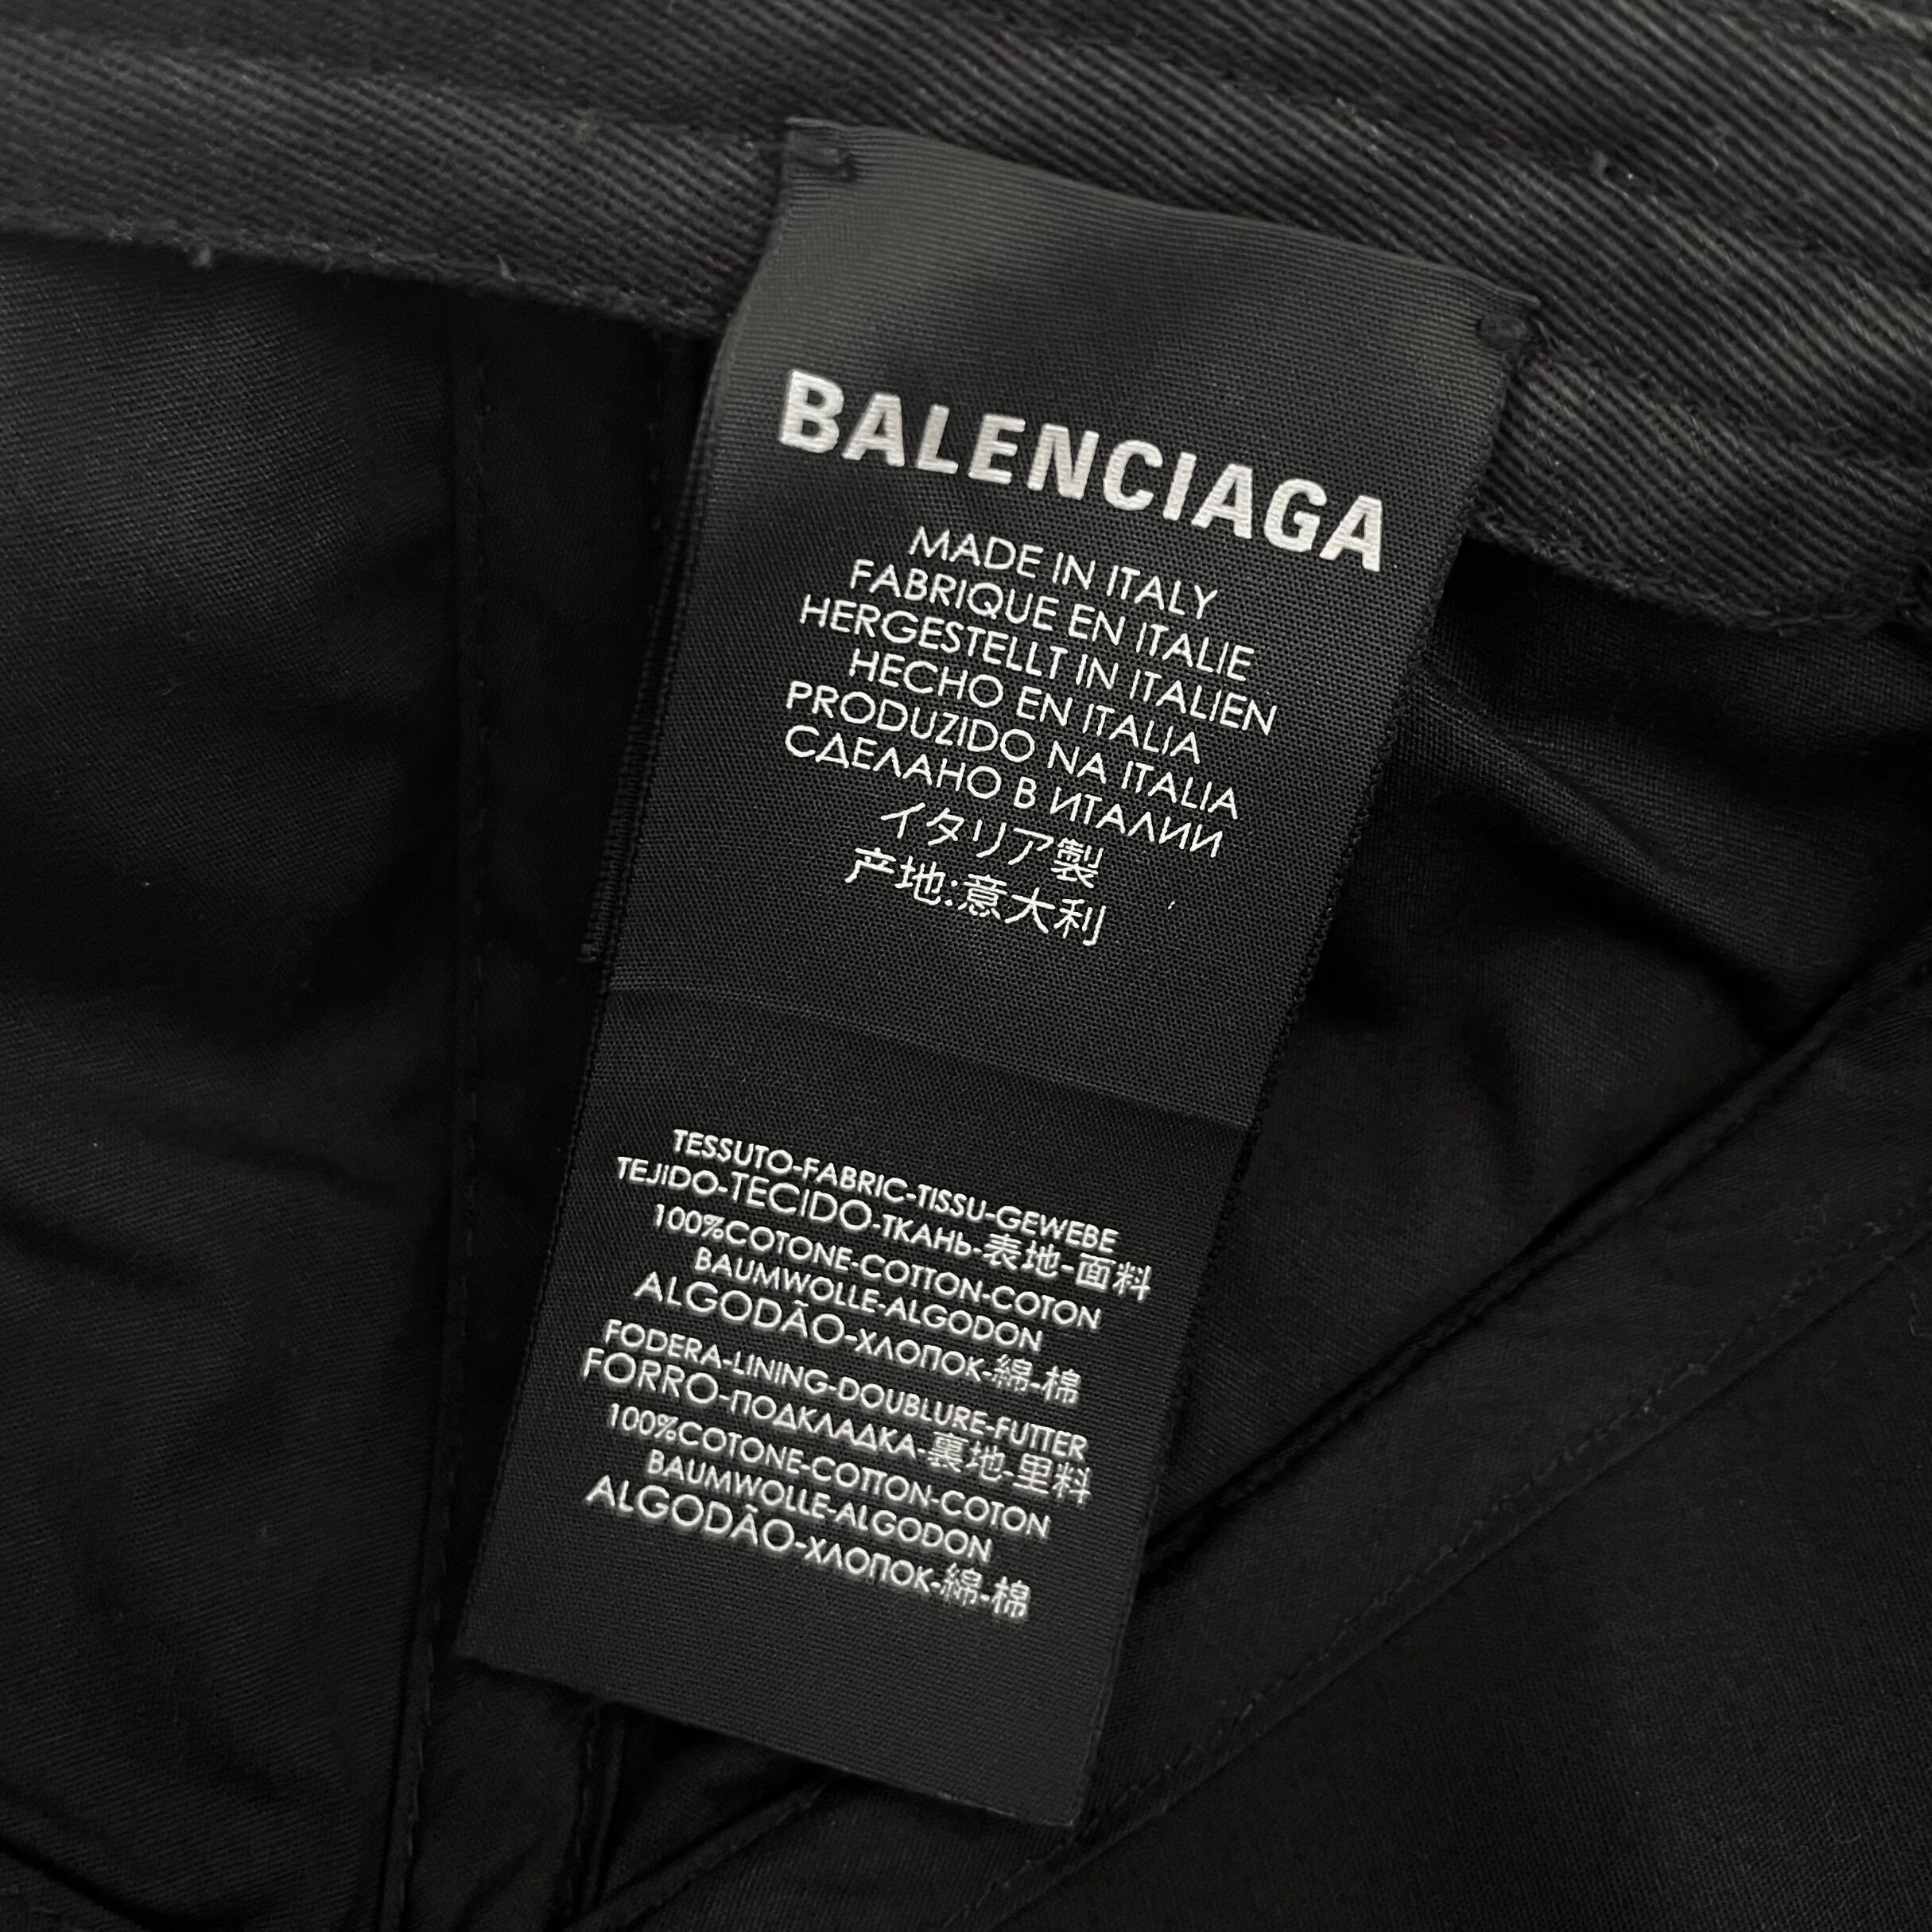 BALENCIAGA
MADE IN ITALY
FABRIQUE EN ITALIE
HERGESTELLT IN ITALIEN
HECHO EN ITALIA
PRODUZIDO NA ITALIA
СДЕЛАНО В ИТАЛИИ
イタリア製
产地:意大利
TESSUTO-FABRIC-TISSU-GEWEBE
TEJIDO-TECIDO-ТКАНЬ-表地-面料
100%COTONE-COTTON-COTON
BAUMWOLLE-ALGODON
ALGODÃO-ХЛОПОК-綿-棉
FODERA-LINING-DOUBLURE-FUTTER
FORRO-ПОДКЛАДКА-裏地-里料
100%COTONE-COTTON-COTON
BAUMWOLLE-ALGODON
ALGODÃO-ХЛОПОК-綿-棉